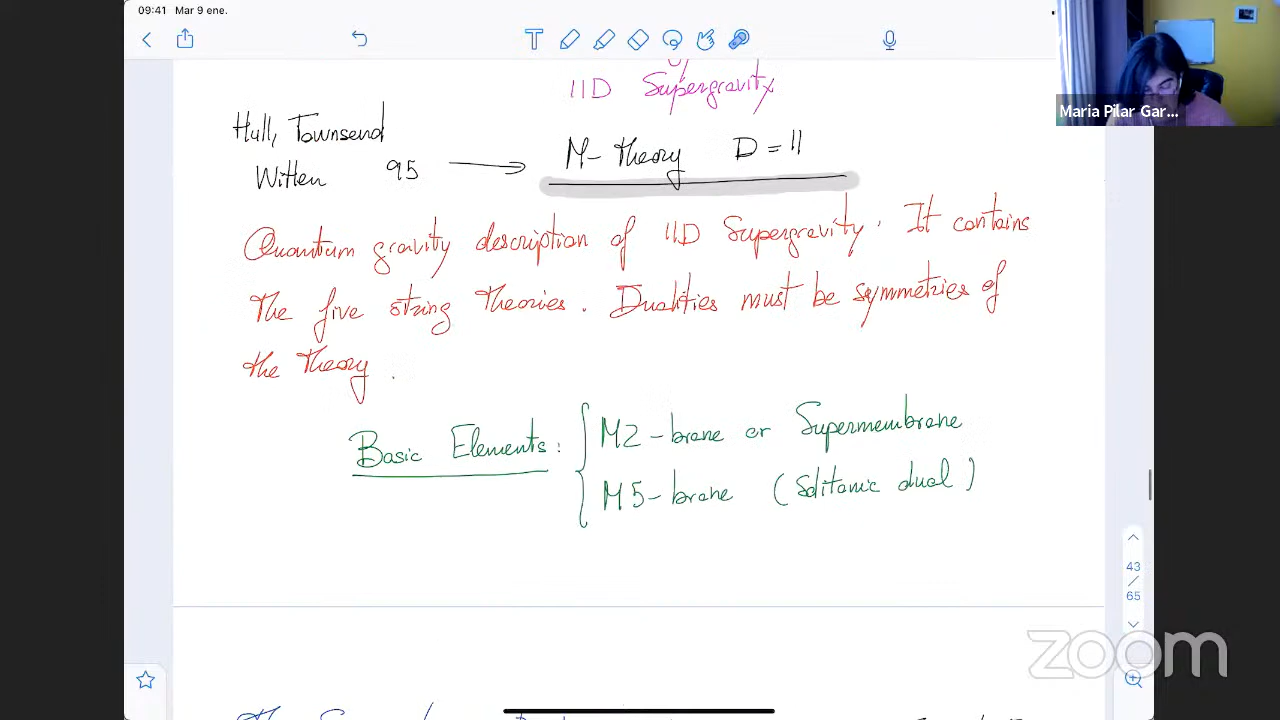 09:41 Mar 9 ene.
11D Supergravity
Maria Pilar Gar...
Hull, Townsend
Witten 95 → M-Theory D = 11
Quantum gravity description of 11D Supergravity. It contains
The five string Theories. Dualities must be symmetries of
the Theory.
Basic Elements: { M2-brane or Supermembrane
M5-brane (Solitonic dual)
43
/
65
zoom